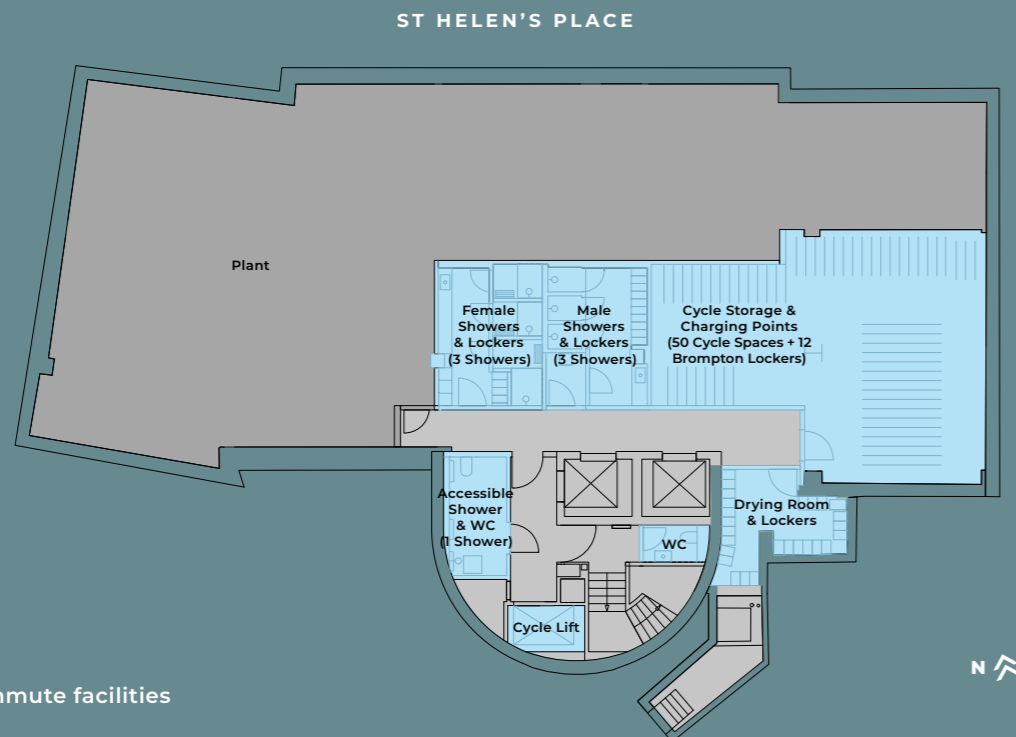 ST HELEN’S PLACE
Plant
Female
Showers
& Lockers
(3 Showers)
Male
Showers
& Lockers
(3 Showers)
Cycle Storage &
Charging Points
(50 Cycle Spaces + 12
Brompton Lockers)
Accessible
Shower
& WC
(1 Shower)
WC
Drying Room
& Lockers
Cycle Lift
facilities
N